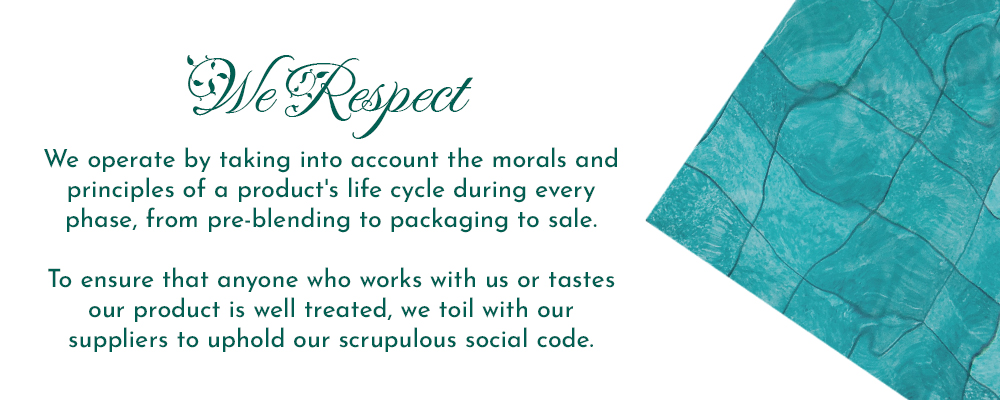 We Respect
We operate by taking into account the morals and
principles of a product's life cycle during every
phase, from pre-blending to packaging to sale.
To ensure that anyone who works with us or tastes
our product is well treated, we toil with our
suppliers to uphold our scrupulous social code.